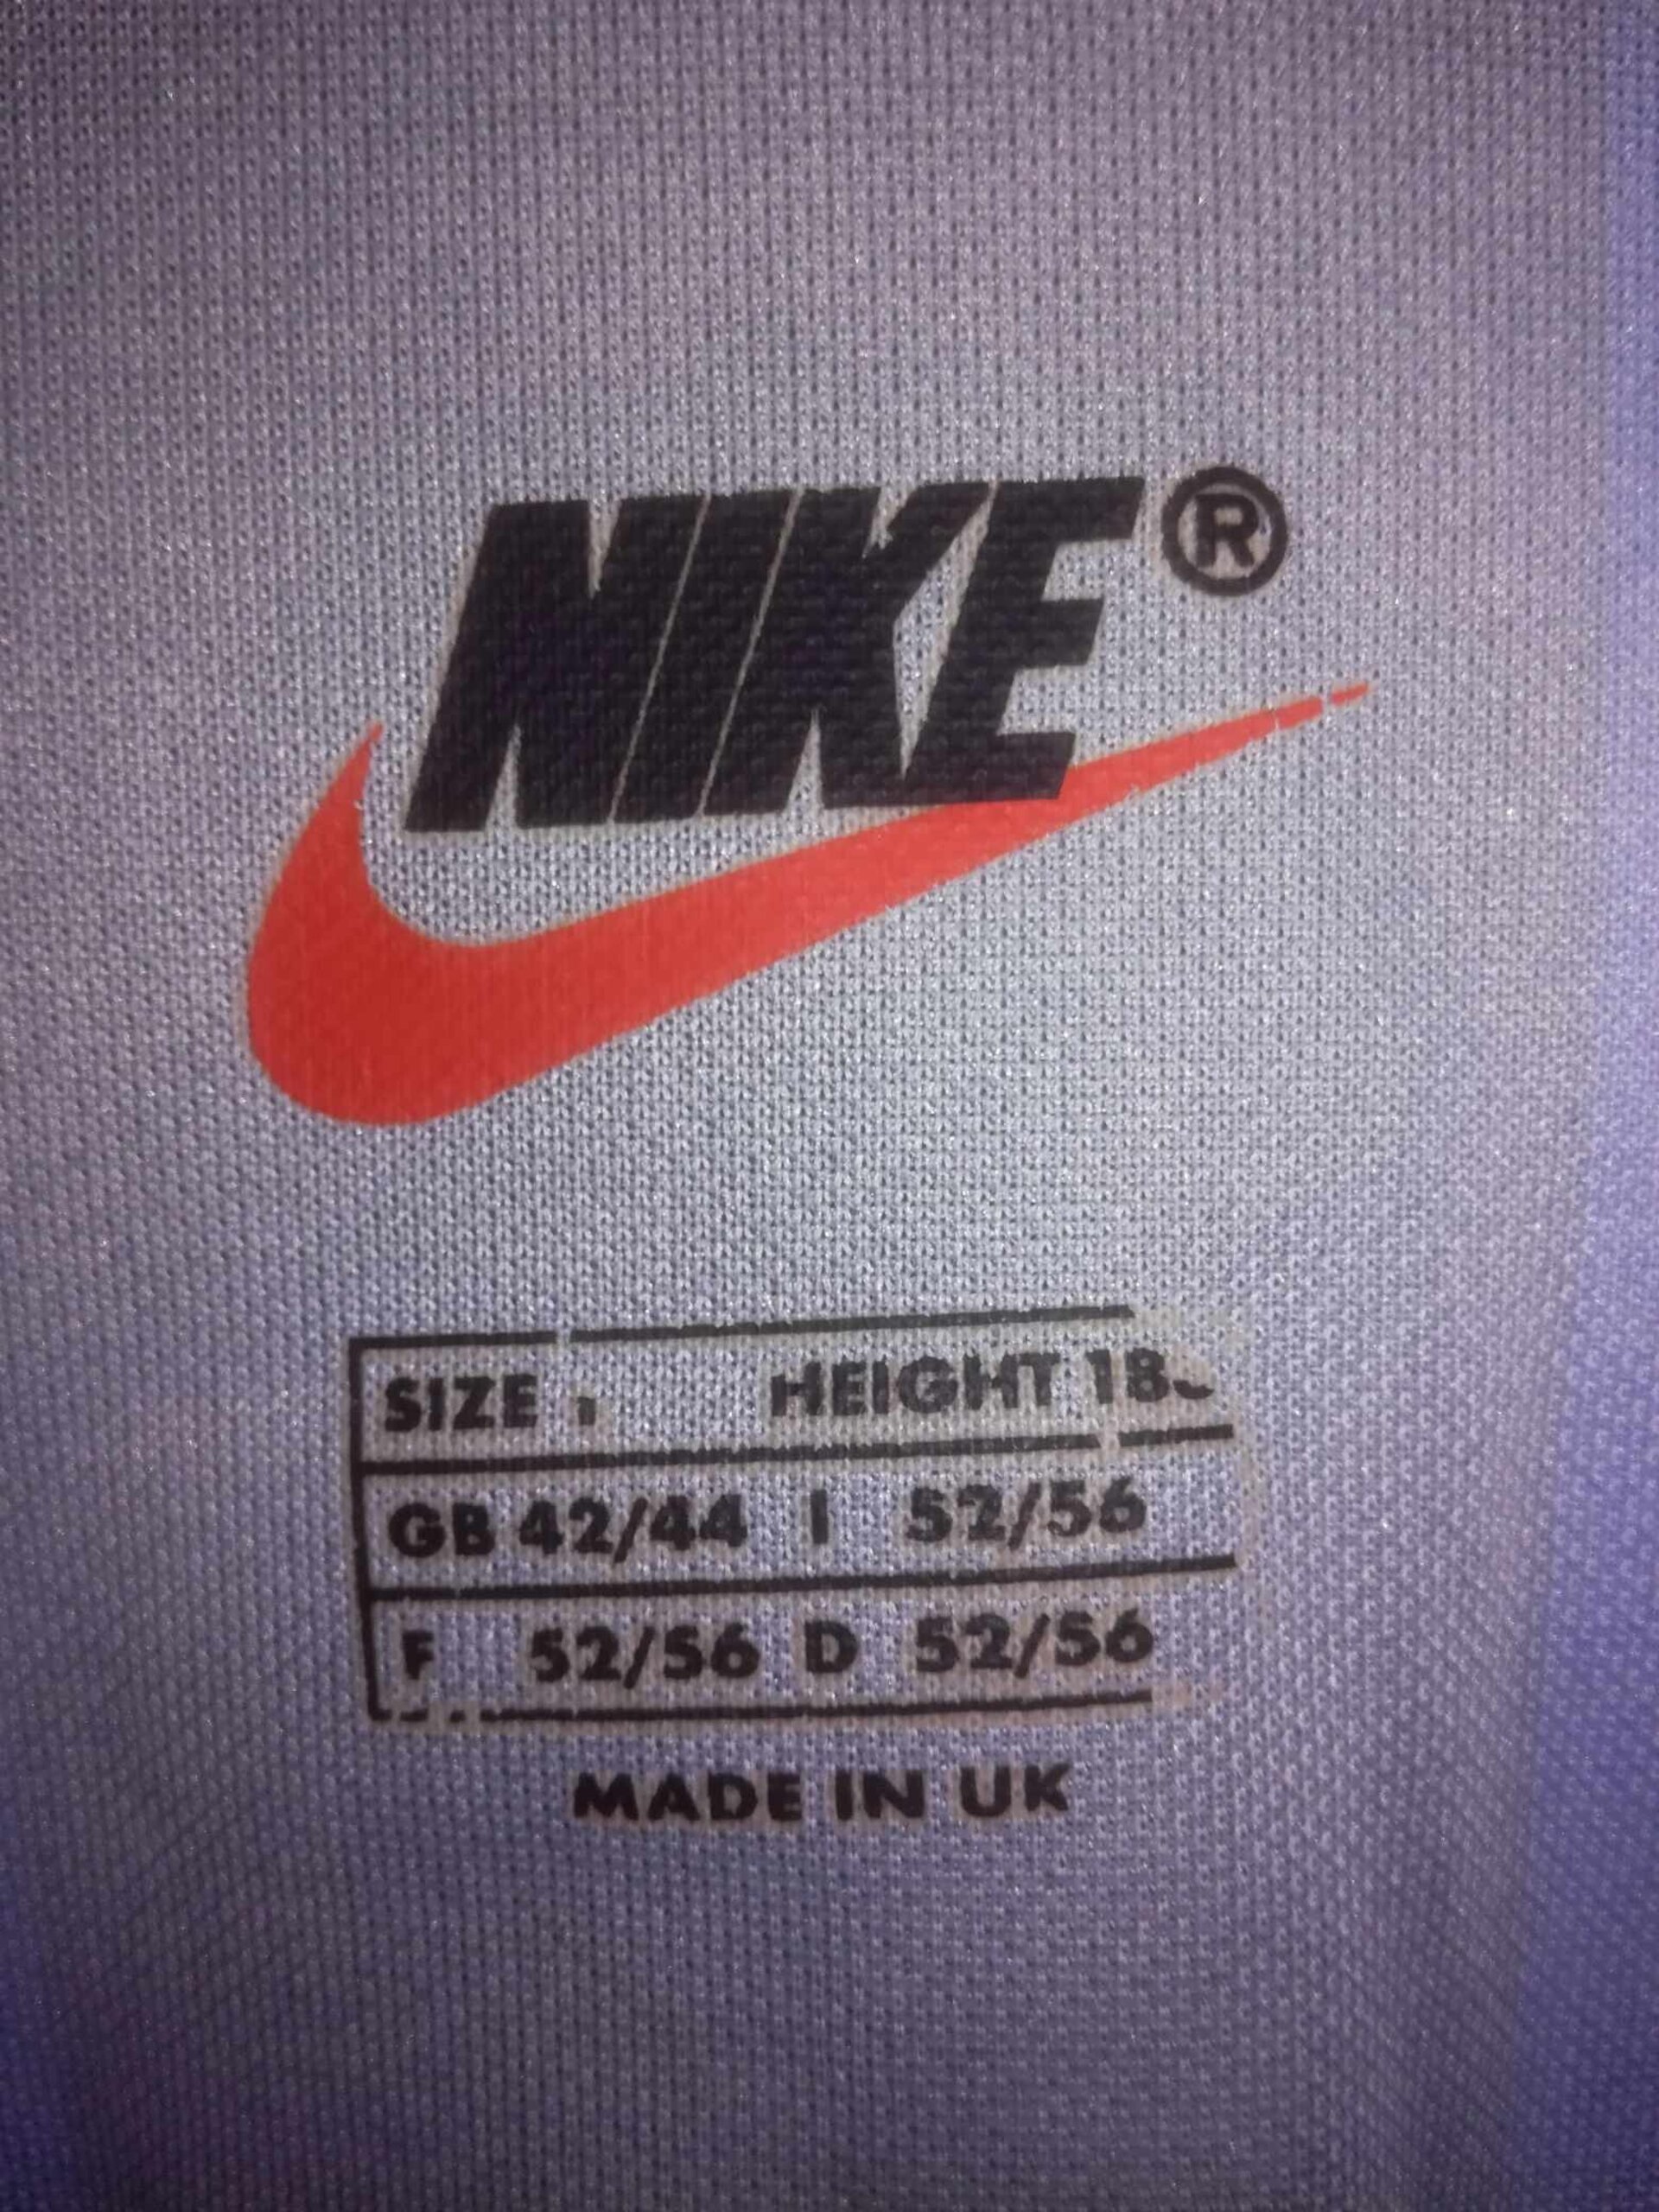 NIKE®
SIZE HEIGHT
GB 42/44 I 52/56
F 52/56 D 52/56
MADE IN UK